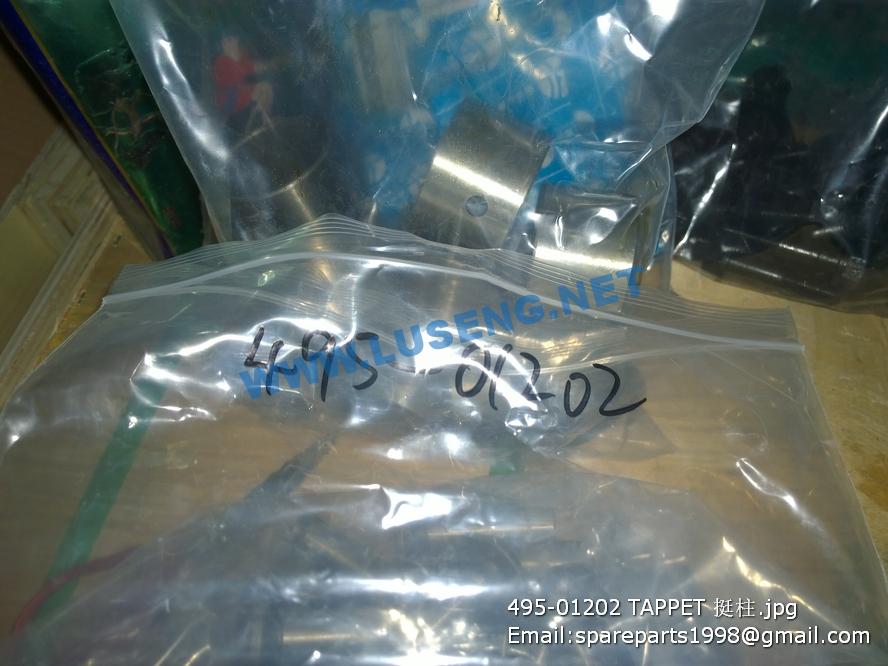 WWW.LUSENG.NET
495-01202
495-01202 TAPPET 挺柱.jpg
Email:spareparts1998@gmail.com